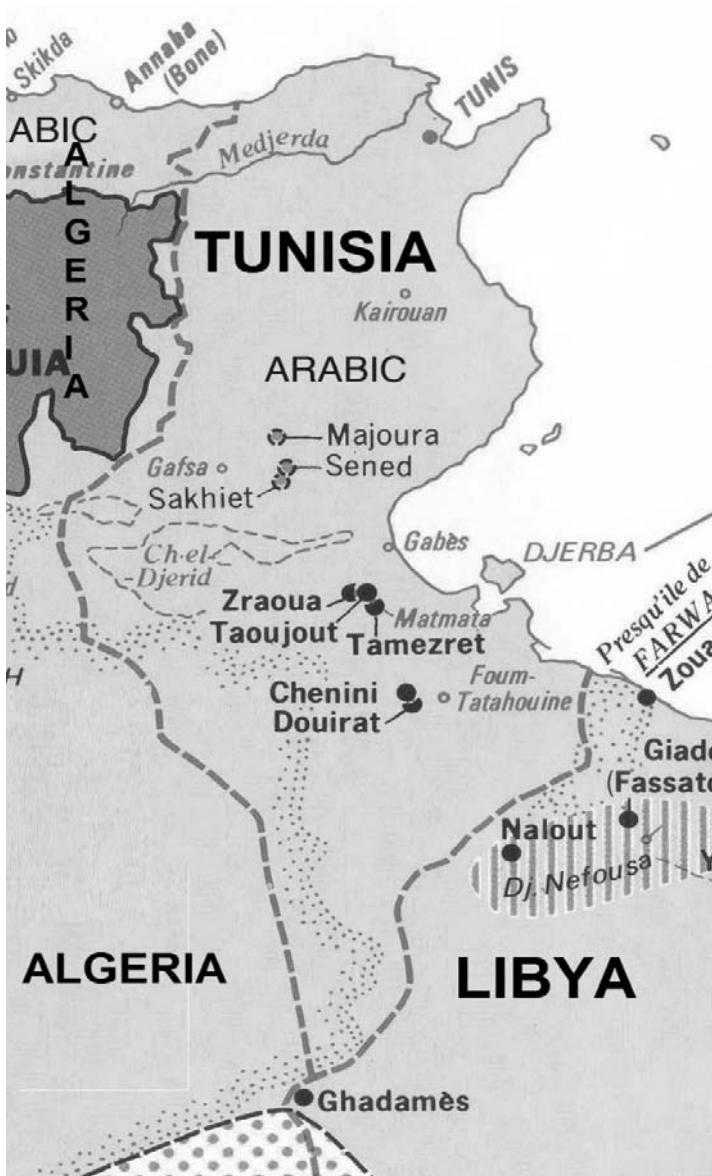 Skikda
Annaba
(Bone)
TUNIS
ABIC
Medjerda
onstantine
ALGERIA
TUNISIA
Kairouan
UIA
ARABIC
Majoura
Gafsa
Sened
Sakhiet
Gabès
DJERBA
Ch.el-
-Djerid
Zraoua
Taoujout
Matmata
Tamezret
Presqu'ile de
FARWA
Zoua
Chenini
Douirat
Foum-
Tatahouine
H
Giado
(Fassato
Nalout
Dj. Nefousa
Y
ALGERIA
LIBYA
Ghadamès